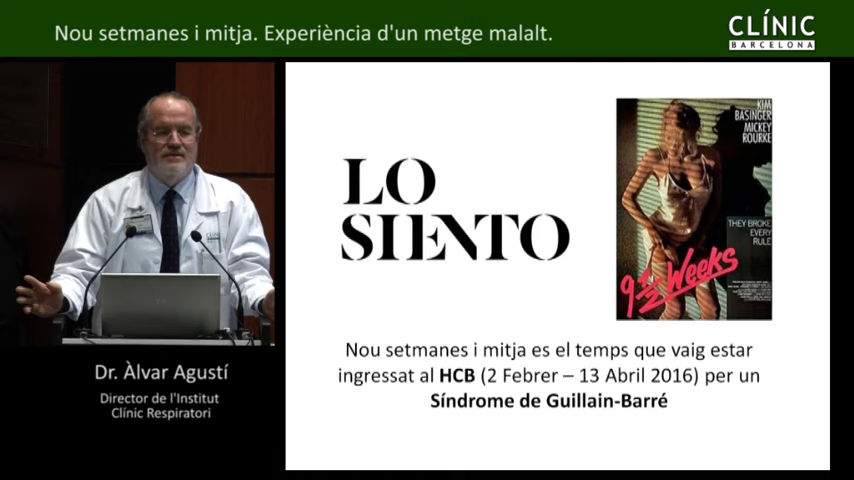 Nou setmanes i mitja. Experiència d'un metge malalt.
CLÍNIC
BARCELONA
LO
SIENTO
KIM
BASINGER
MICKEY
ROURKE
THEY BROKE
EVERY
RULE
9 1/2 Weeks
Nou setmanes i mitja es el temps que vaig estar
ingressat al HCB (2 Febrer – 13 Abril 2016) per un
Síndrome de Guillain-Barré
Dr. Àlvar Agustí
Director de l'Institut
Clínic Respiratori